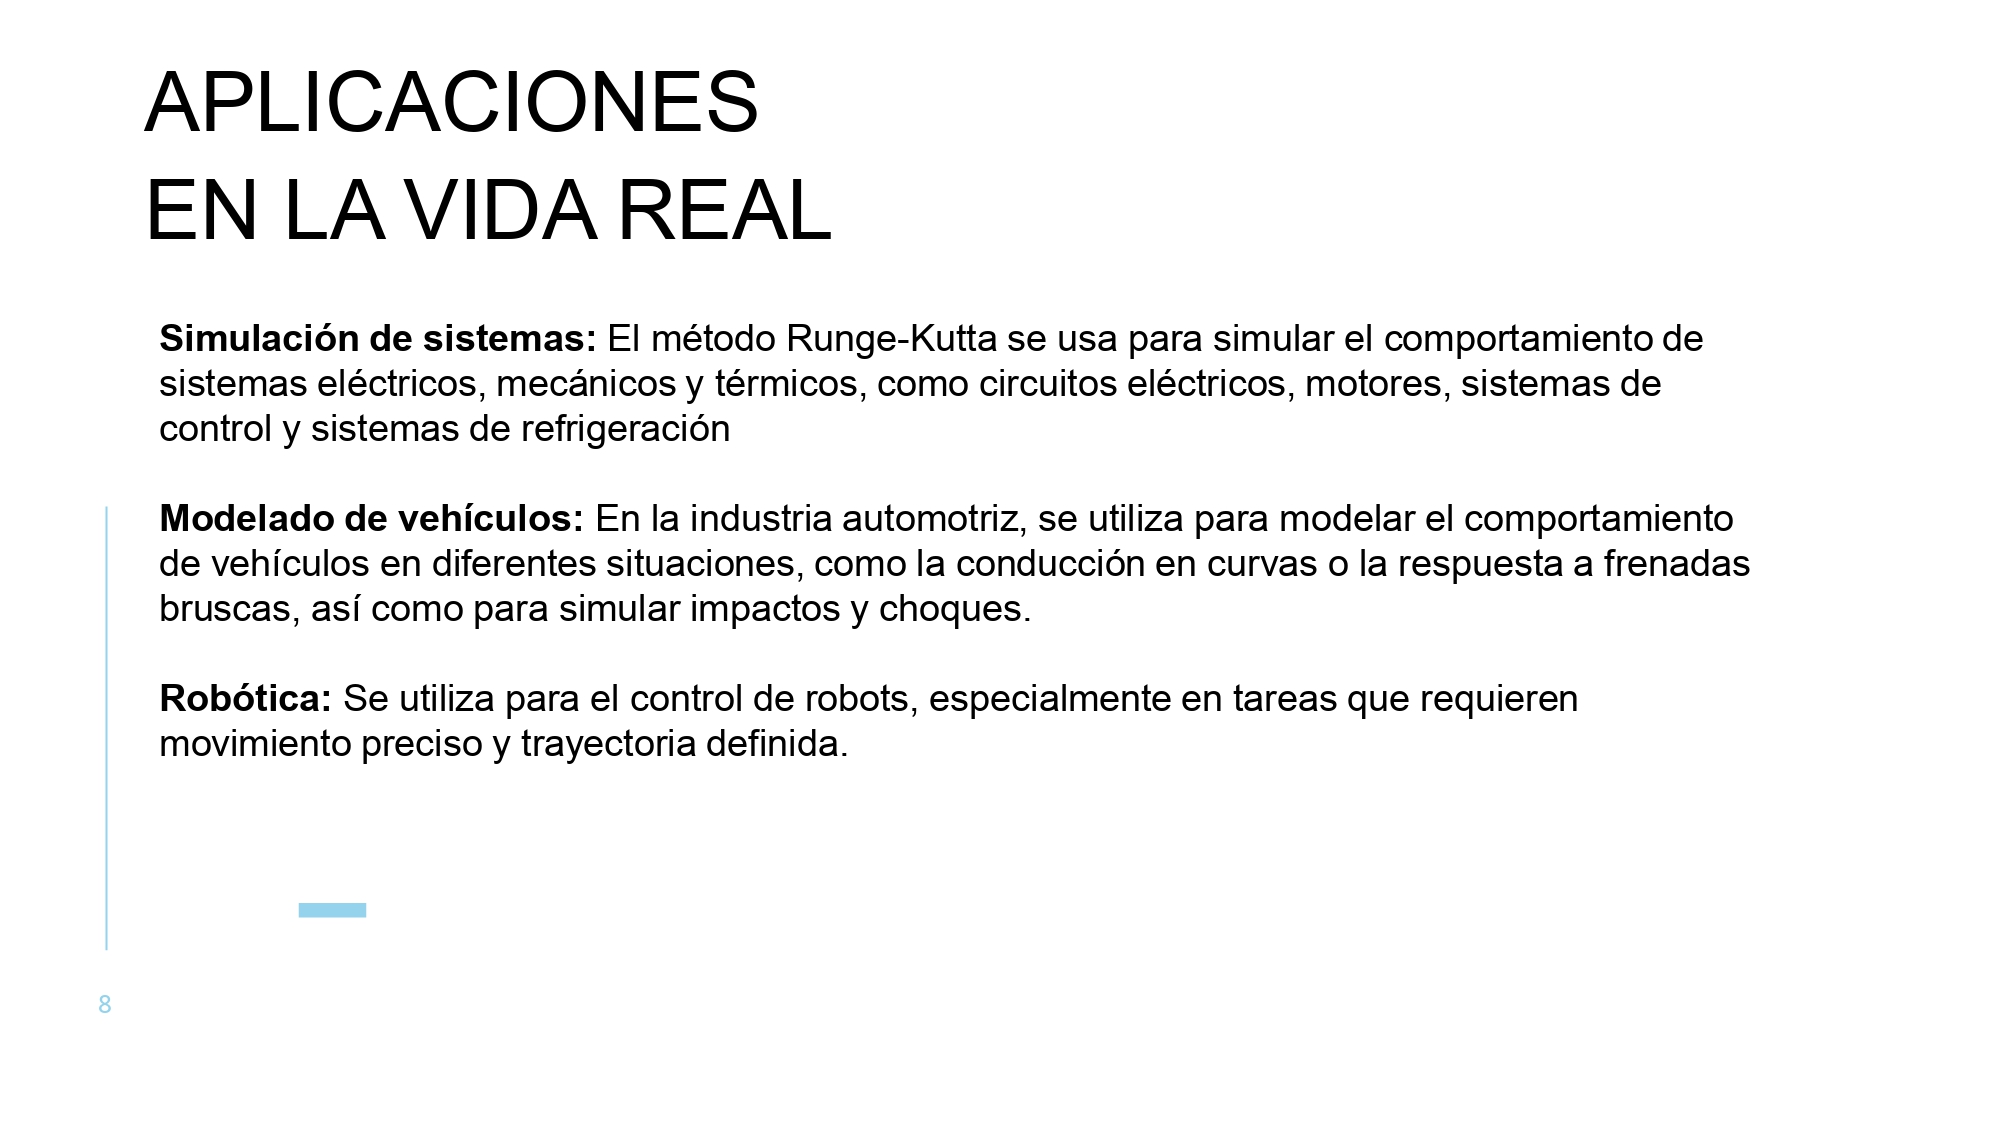 APLICACIONES
EN LA VIDA REAL
Simulación de sistemas: El método Runge-Kutta se usa para simular el comportamiento de
sistemas eléctricos, mecánicos y térmicos, como circuitos eléctricos, motores, sistemas de
control y sistemas de refrigeración
Modelado de vehículos: En la industria automotriz, se utiliza para modelar el comportamiento
de vehículos en diferentes situaciones, como la conducción en curvas o la respuesta a frenadas
bruscas, así como para simular impactos y choques.
Robótica: Se utiliza para el control de robots, especialmente en tareas que requieren
movimiento preciso y trayectoria definida.
8